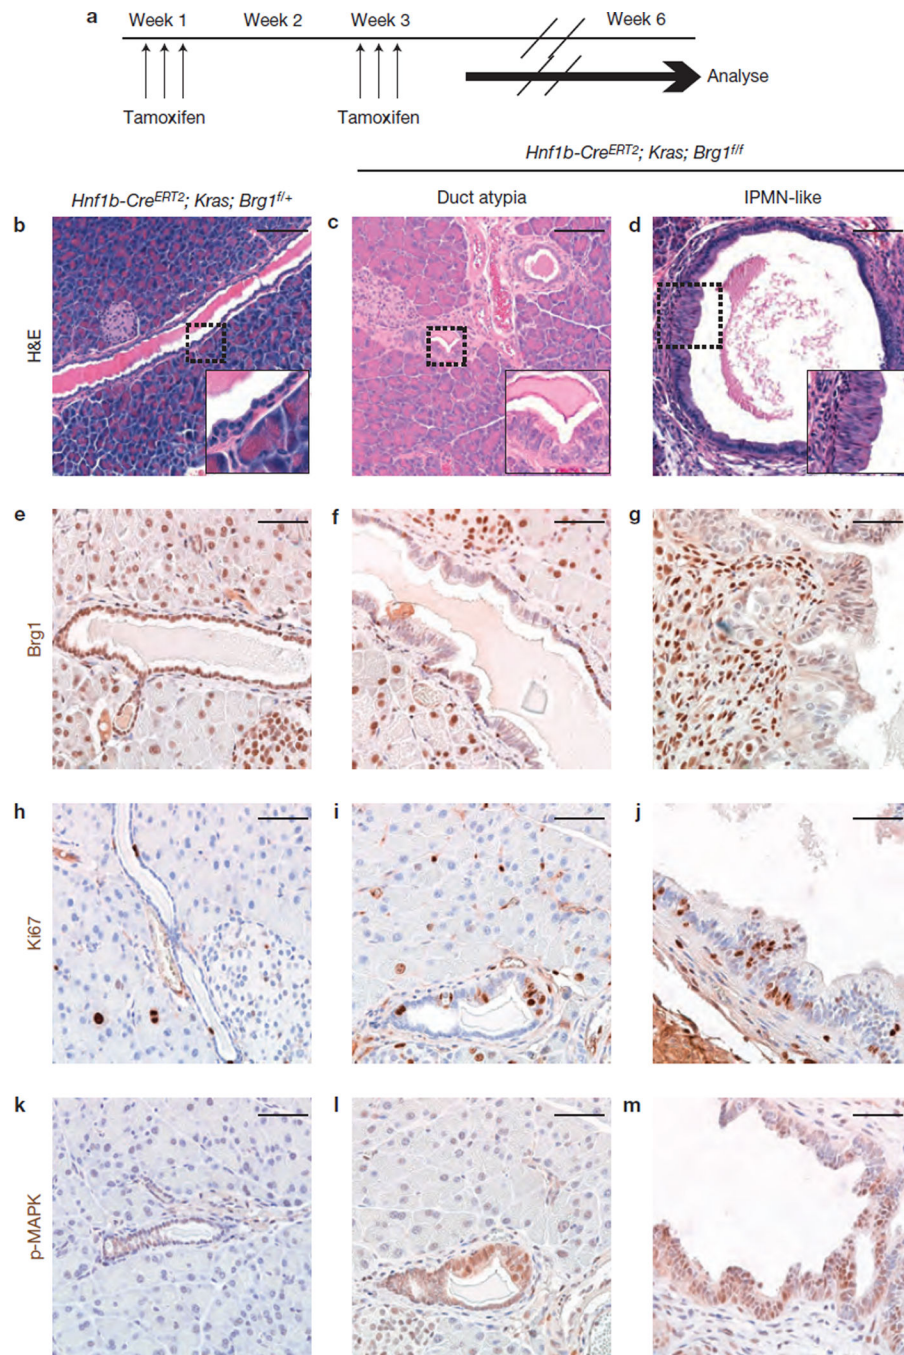 a
Week 1 Week 2 Week 3 Week 6
Analyse
Tamoxifen Tamoxifen
Hnf1b-CreERT2; Kras; Brg1f/f
Hnf1b-CreERT2; Kras; Brg1f/+ Duct atypia IPMN-like
b c d
H&E
e f g
Brg1
h i j
Ki67
k l m
p-MAPK